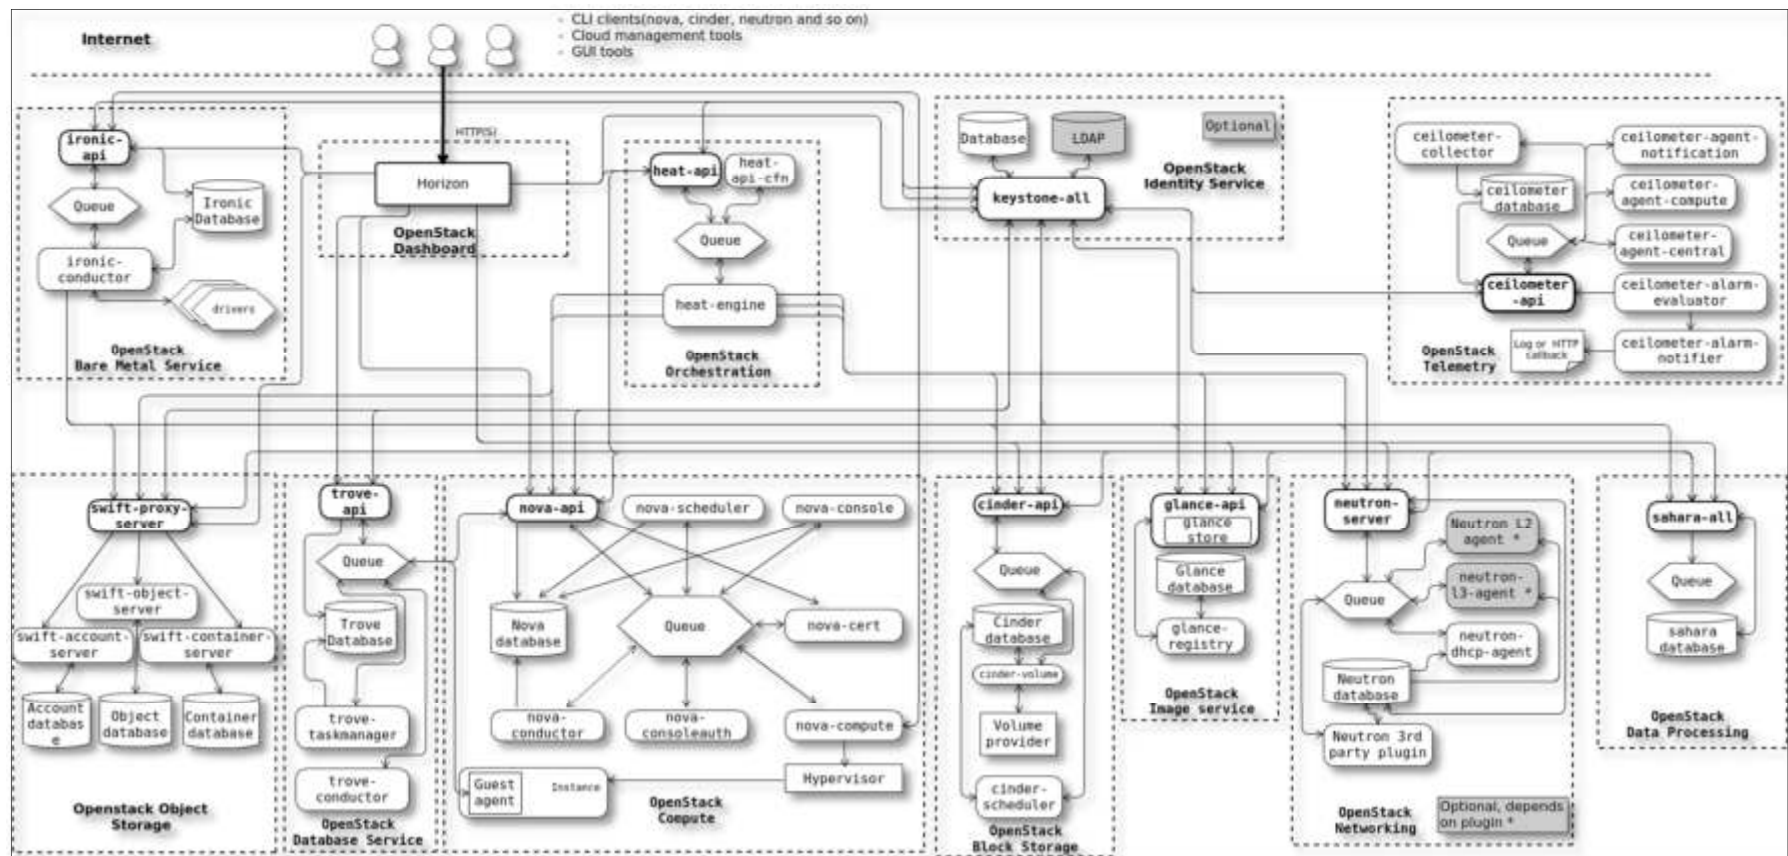 Internet
- CLI clients(nova, cinder, neutron and so on)
- Cloud management tools
- GUI tools
HTTP(S)
ironic-
api
Queue
Ironic
Database
ironic-
conductor
drivers
OpenStack
Bare Metal Service
Horizon
OpenStack
Dashboard
heat-api
heat-
api-cfn
Queue
heat-engine
OpenStack
Orchestration
Database
LDAP
Optional
OpenStack
Identity Service
keystone-all
ceilometer-
collector
ceilometer-agent-
notification
ceilometer
database
ceilometer-
agent-compute
Queue
ceilometer-
agent-central
ceilometer
-api
ceilometer-alarm-
evaluator
Log or HTTP
callback
ceilometer-alarm-
notifier
OpenStack
Telemetry
swift-proxy-
server
swift-object-
server
swift-account-
server
swift-container-
server
Account
databas
e
Object
database
Container
database
Openstack Object
Storage
trove-
api
Queue
Trove
Database
trove-
taskmanager
trove-
conductor
OpenStack
Database Service
nova-api
nova-scheduler
nova-console
Nova
database
Queue
nova-cert
nova-
conductor
nova-
consoleauth
nova-compute
Hypervisor
Guest
agent
Instance
OpenStack
Compute
cinder-api
Queue
Cinder
database
cinder-volume
Volume
provider
cinder-
scheduler
OpenStack
Block Storage
glance-api
glance
store
Glance
database
glance-
registry
OpenStack
Image service
neutron-
server
Neutron L2
agent *
Queue
neutron-
l3-agent *
neutron-
dhcp-agent
Neutron
database
Neutron 3rd
party plugin
OpenStack
Networking
Optional, depends
on plugin *
sahara-all
Queue
sahara
database
OpenStack
Data Processing